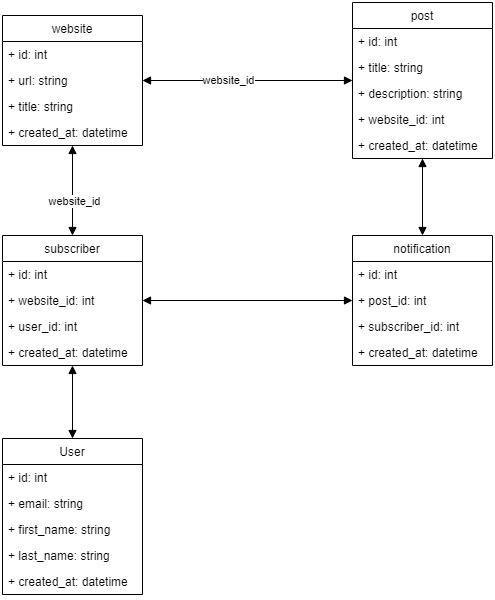 website
+ id: int
+ url: string
+ title: string
+ created_at: datetime
website_id
post
+ id: int
+ title: string
+ description: string
+ website_id: int
+ created_at: datetime
website_id
subscriber
+ id: int
+ website_id: int
+ user_id: int
+ created_at: datetime
notification
+ id: int
+ post_id: int
+ subscriber_id: int
+ created_at: datetime
User
+ id: int
+ email: string
+ first_name: string
+ last_name: string
+ created_at: datetime